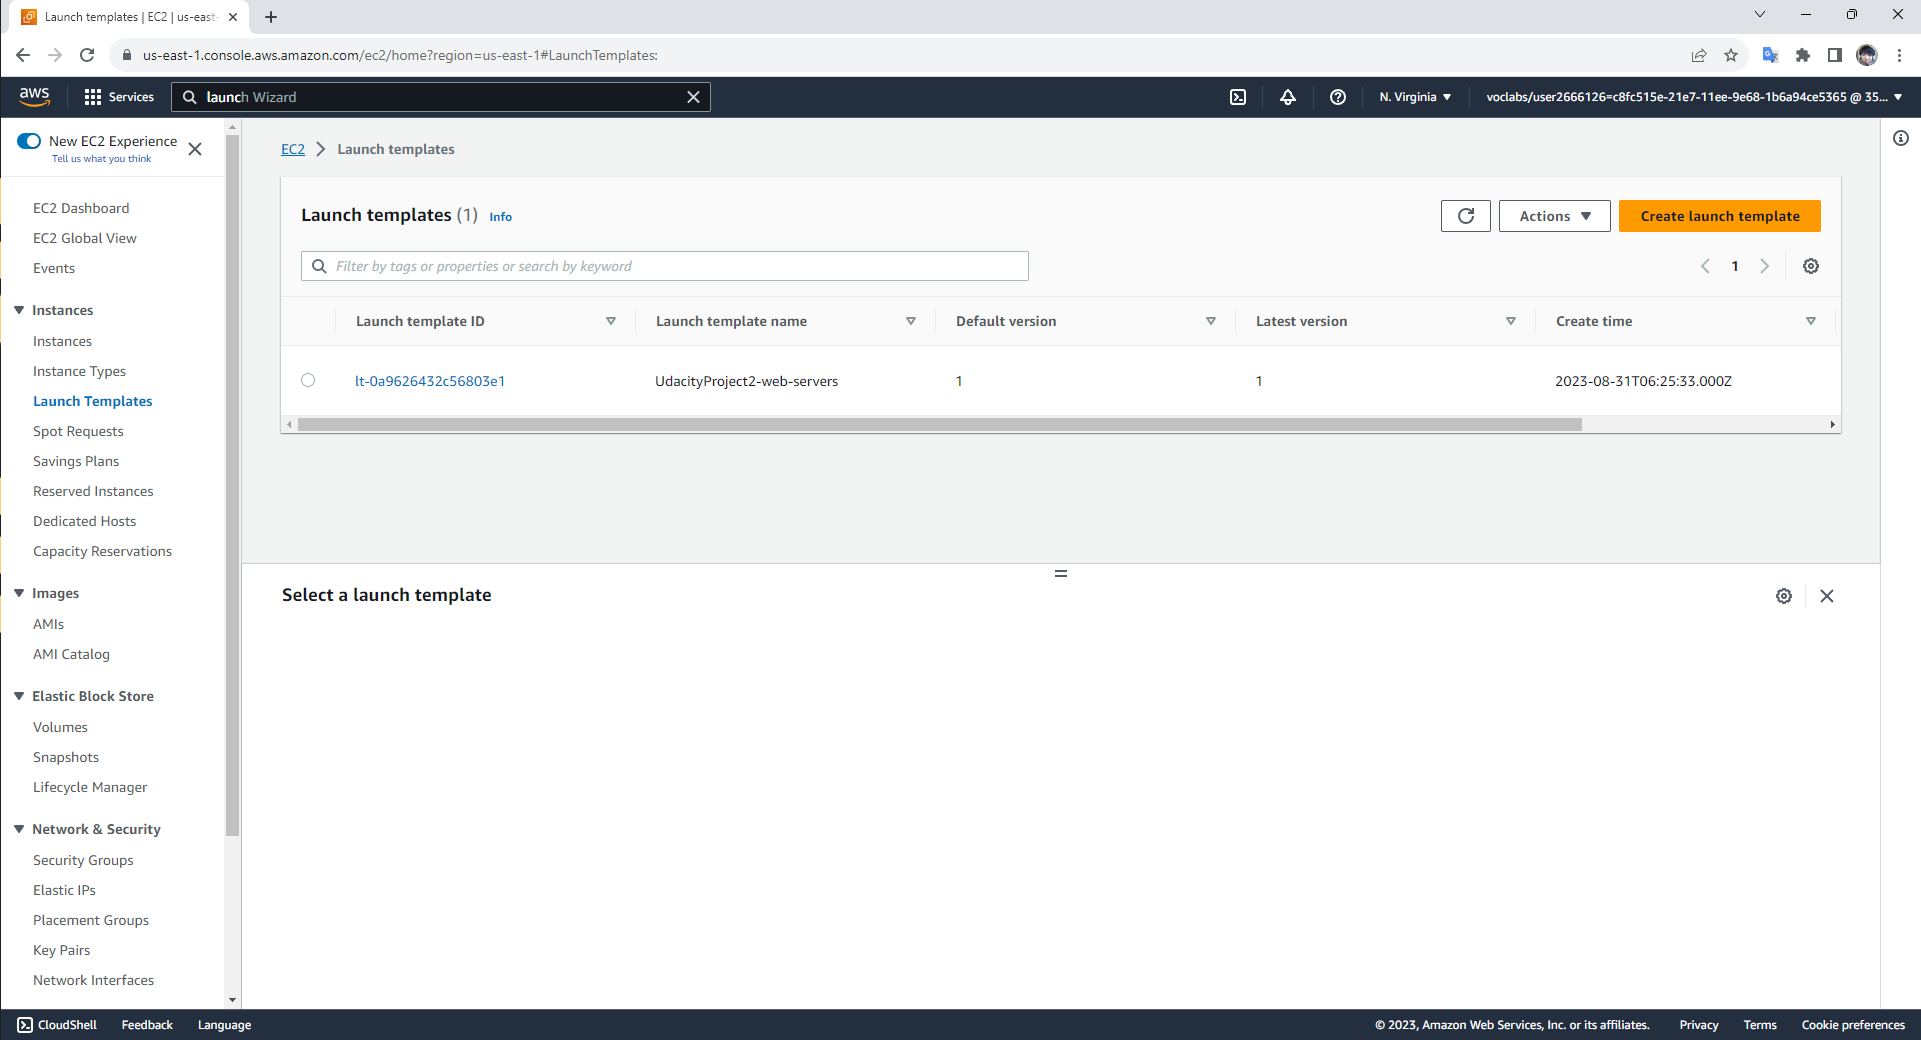 Launch templates | EC2 | us-east-
us-east-1.console.aws.amazon.com/ec2/home?region=us-east-1#LaunchTemplates:
aws
Services
launch Wizard
N. Virginia
voclabs/user2666126=c8fc515e-21e7-11ee-9e68-1b6a94ce5365 @ 35...
New EC2 Experience
Tell us what you think
EC2 Dashboard
EC2 Global View
Events
Instances
Instances
Instance Types
Launch Templates
Spot Requests
Savings Plans
Reserved Instances
Dedicated Hosts
Capacity Reservations
Images
AMIs
AMI Catalog
Elastic Block Store
Volumes
Snapshots
Lifecycle Manager
Network & Security
Security Groups
Elastic IPs
Placement Groups
Key Pairs
Network Interfaces
EC2 > Launch templates
Launch templates (1) Info
Actions
Create launch template
Filter by tags or properties or search by keyword
1
Launch template ID Launch template name Default version Latest version Create time
lt-0a9626432c56803e1 UdacityProject2-web-servers 1 1 2023-08-31T06:25:33.000Z
Select a launch template
CloudShell Feedback Language
© 2023, Amazon Web Services, Inc. or its affiliates. Privacy Terms Cookie preferences